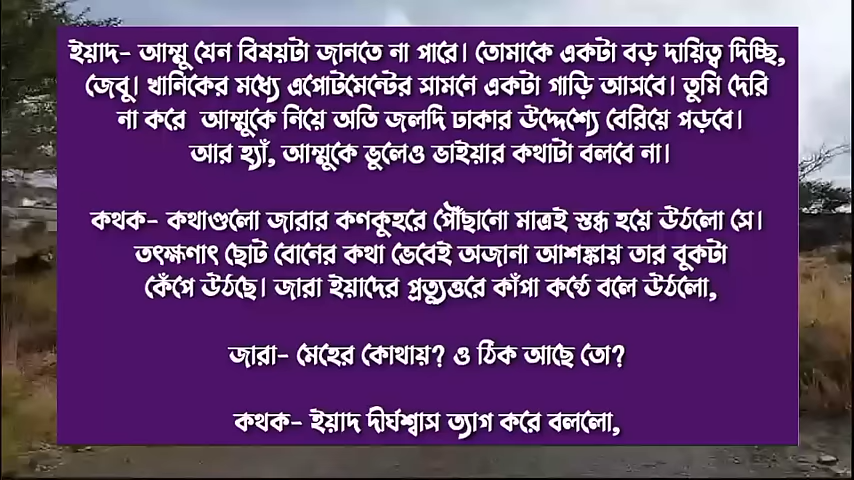 ইয়াদ- আম্মু যেন বিষয়টা জানতে না পারে। তোমাকে একটা বড় দায়িত্ব দিচ্ছি,
জেবু। খানিকের মধ্যে এপোর্টমেন্টের সামনে একটা গাড়ি আসবে। তুমি দেরি
না করে আম্মুকে নিয়ে অতি জলদি ঢাকার উদ্দেশ্যে বেরিয়ে পড়বে।
আর হ্যাঁ, আম্মুকে ভুলেও ভাইয়ার কথাটা বলবে না।
কথক- কথাগুলো জারার কর্ণকুহরে পৌঁছানো মাত্রই স্তব্ধ হয়ে উঠলো সে।
তৎক্ষণাৎ ছোট বোনের কথা ভেবেই অজানা আশঙ্কায় তার বুকটা
কেঁপে উঠছে। জারা ইয়াদের প্রত্যুত্তরে কাঁপা কন্ঠে বলে উঠলো,
জারা- মেহের কোথায়? ও ঠিক আছে তো?
কথক- ইয়াদ দীর্ঘশ্বাস ত্যাগ করে বললো,